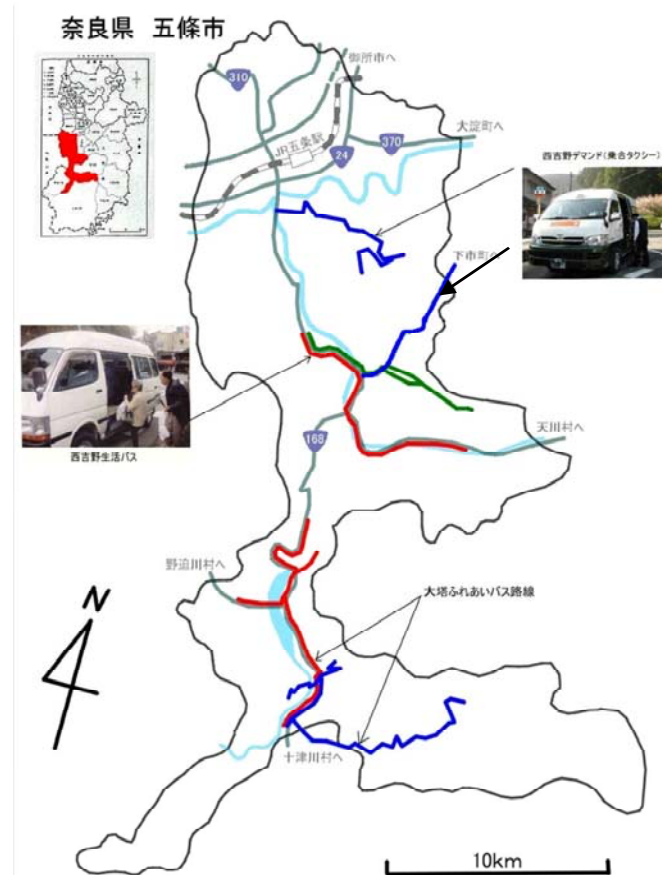 奈良県 五條市
御所市へ
310
大淀町へ
JR五条駅
24
370
西吉野デマンド(乗合タクシー)
下市町へ
西吉野生活バス
168
天川村へ
野迫川村へ
大塔ふれあいバス路線
N
十津川村へ
10km